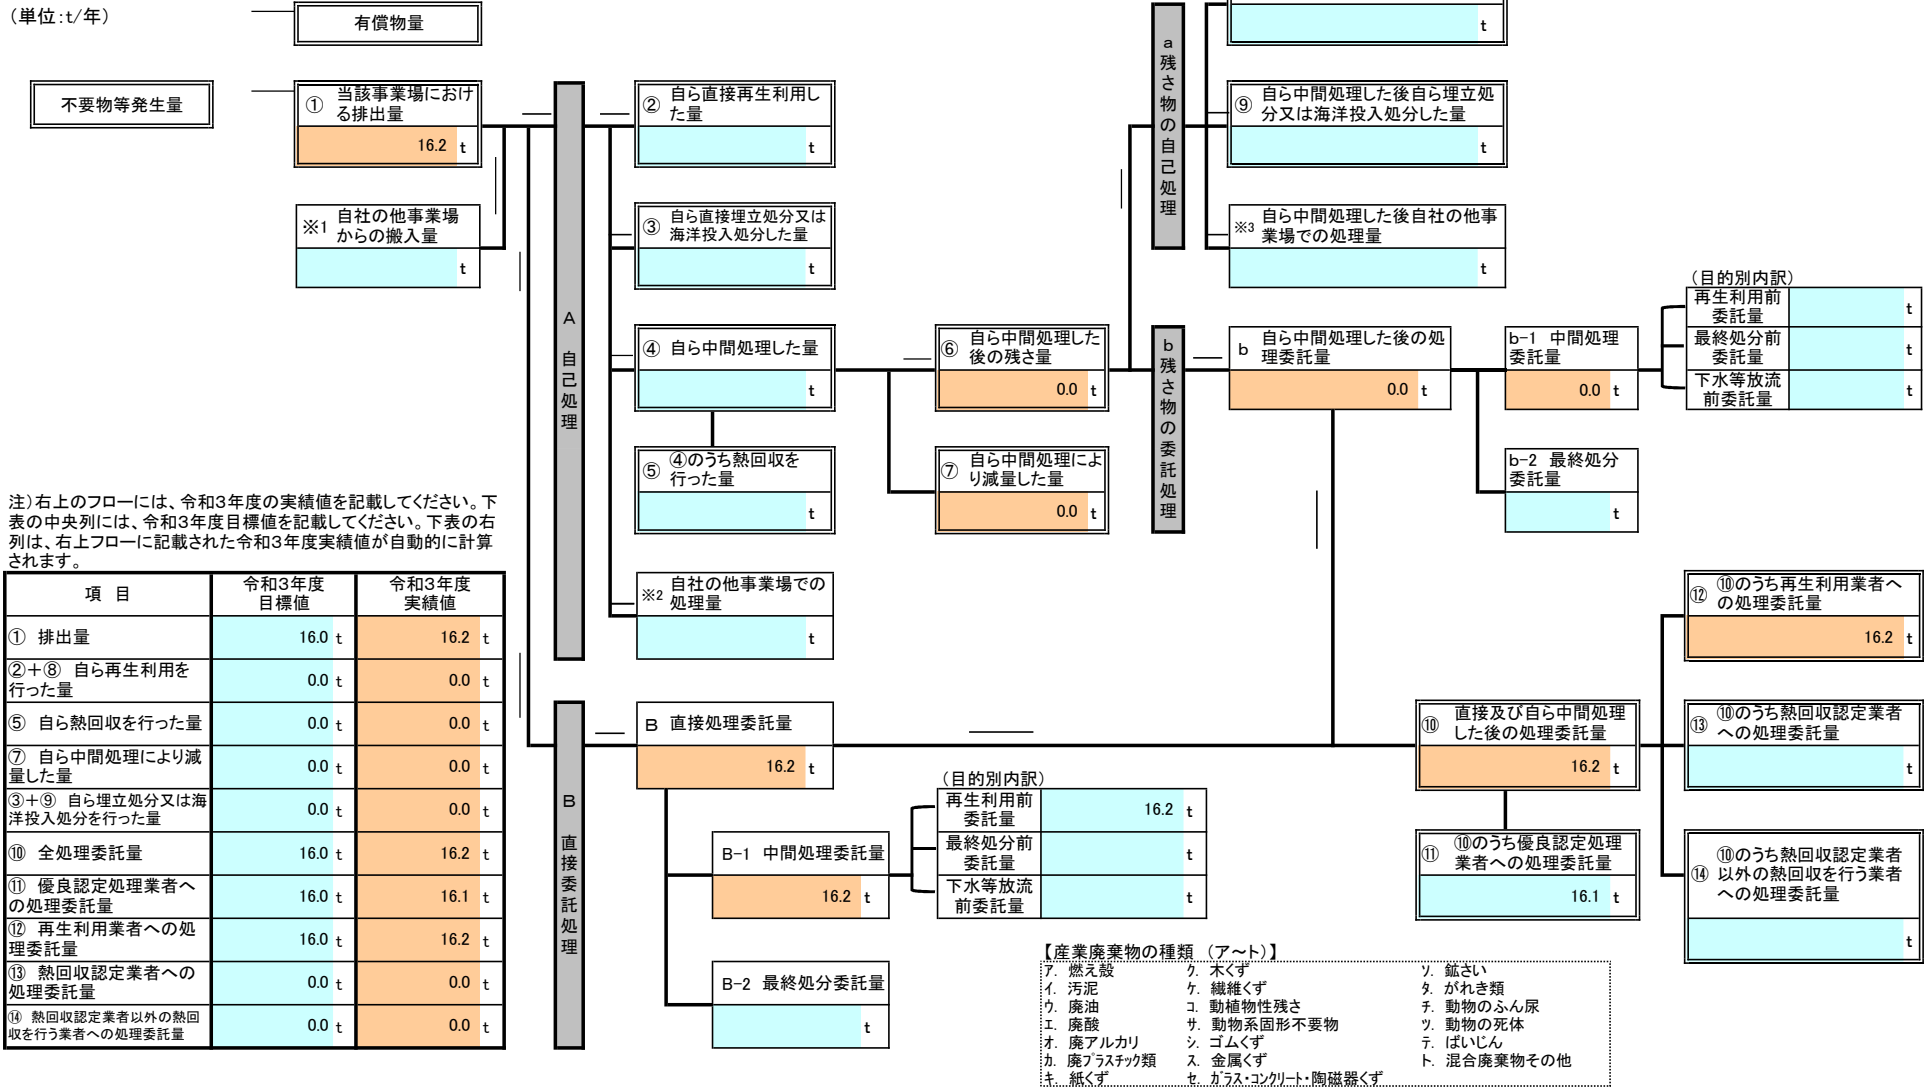 （単位：t/年）
有償物量
t
不要物等発生量
① 当該事業場におけ
る排出量
16.2 t
② 自ら直接再生利用し
た量
t
⑨ 自ら中間処理した後自ら埋立処
分又は海洋投入処分した量
t
a 残さ物の自己処理
※1 自社の他事業場
からの搬入量
t
③ 自ら直接埋立処分又は
海洋投入処分した量
t
※3 自ら中間処理した後自社の他事
業場での処理量
t
A 自己処理
④ 自ら中間処理した量
t
⑥ 自ら中間処理した
後の残さ量
0.0 t
b 残さ物の委託処理
b 自ら中間処理した後の処
理委託量
0.0 t
b-1 中間処理
委託量
0.0 t
（目的別内訳）
再生利用前
委託量 t
最終処分前
委託量 t
下水等放流
前委託量 t
⑤ ④のうち熱回収を
行った量
t
⑦ 自ら中間処理によ
り減量した量
0.0 t
b-2 最終処分
委託量
t
注）右上のフローには、令和3年度の実績値を記載してください。下
表の中央列には、令和3年度目標値を記載してください。下表の右
列は、右上フローに記載された令和3年度実績値が自動的に計算
されます。
※2 自社の他事業場での
処理量
t
項 目 令和3年度
目標値 令和3年度
実績値
① 排出量 16.0 t 16.2 t
②＋⑧ 自ら再生利用を
行った量 0.0 t 0.0 t
⑤ 自ら熱回収を行った量 0.0 t 0.0 t
⑦ 自ら中間処理により減
量した量 0.0 t 0.0 t
③＋⑨ 自ら埋立処分又は海
洋投入処分を行った量 0.0 t 0.0 t
⑩ 全処理委託量 16.0 t 16.2 t
⑪ 優良認定処理業者へ
の処理委託量 16.0 t 16.1 t
⑫ 再生利用業者への処
理委託量 16.0 t 16.2 t
⑬ 熱回収認定業者への
処理委託量 0.0 t 0.0 t
⑭ 熱回収認定業者以外の熱回
収を行う業者への処理委託量 0.0 t 0.0 t
B 直接委託処理
B 直接処理委託量
16.2 t
B-1 中間処理委託量
16.2 t
B-2 最終処分委託量
t
（目的別内訳）
再生利用前
委託量 16.2 t
最終処分前
委託量 t
下水等放流
前委託量 t
⑩ 直接及び自ら中間処理
した後の処理委託量
16.2 t
⑪ ⑩のうち優良認定処理
業者への処理委託量
16.1 t
⑫ ⑩のうち再生利用業者へ
の処理委託量
16.2 t
⑬ ⑩のうち熱回収認定業者
への処理委託量
t
⑭ ⑩のうち熱回収認定業者
以外の熱回収を行う業者
への処理委託量
t
【産業廃棄物の種類 （ア～ト）】
ア. 燃え殻 ク. 木くず ソ. 鉱さい
イ. 汚泥 ケ. 繊維くず タ. がれき類
ウ. 廃油 コ. 動植物性残さ チ. 動物のふん尿
エ. 廃酸 サ. 動物系固形不要物 ツ. 動物の死体
オ. 廃アルカリ シ. ゴムくず テ. ばいじん
カ. 廃プラスチック類 ス. 金属くず ト. 混合廃棄物その他
キ. 紙くず セ. ガラス・コンクリート・陶磁器くず